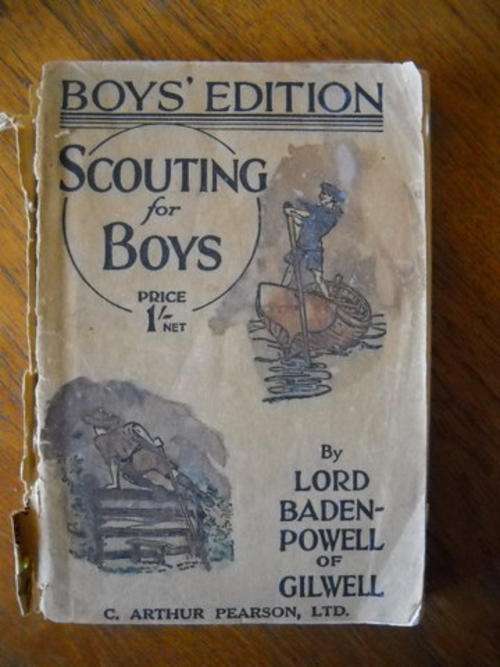 BOYS' EDITION
SCOUTING
for
BOYS
PRICE
1/- NET
By
LORD
BADEN-
POWELL
OF
GILWELL
C. ARTHUR PEARSON, LTD.